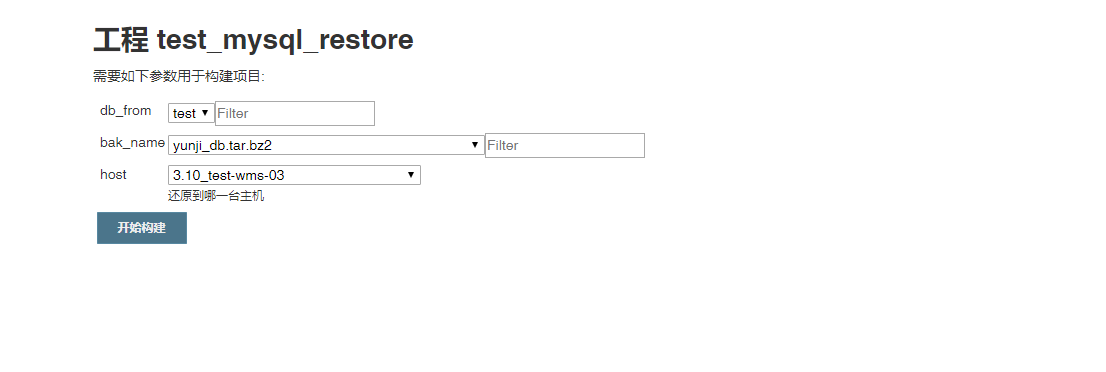 工程 test_mysql_restore
需要如下参数用于构建项目:
db_from test Filter
bak_name yunji_db.tar.bz2 Filter
host 3.10_test-wms-03
还原到哪一台主机
开始构建